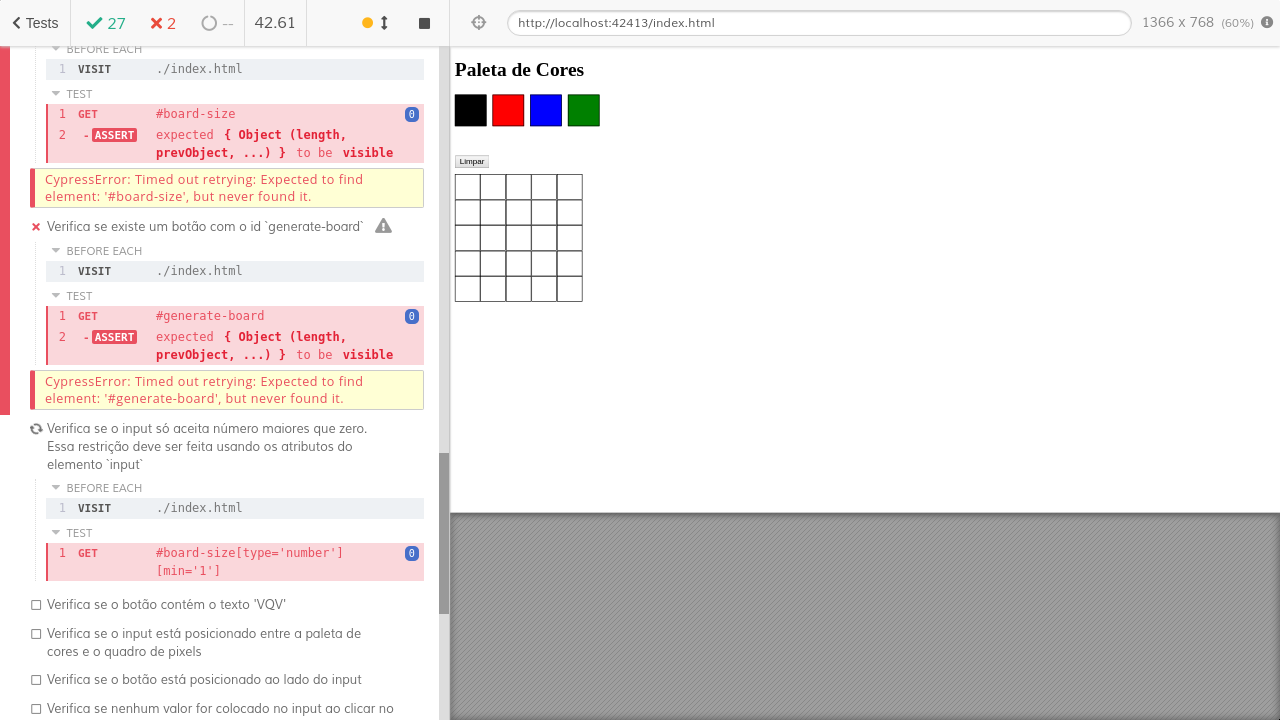 Tests
27
2
--
42.61
http://localhost:42413/index.html
1366 x 768 (60%)
BEFORE EACH
1 VISIT ./index.html
TEST
1 GET #board-size 0
2 -ASSERT expected { Object (length,
prevObject, ...) } to be visible
CypressError: Timed out retrying: Expected to find
element: '#board-size', but never found it.
Verifica se existe um botão com o id `generate-board`
BEFORE EACH
1 VISIT ./index.html
TEST
1 GET #generate-board 0
2 -ASSERT expected { Object (length,
prevObject, ...) } to be visible
CypressError: Timed out retrying: Expected to find
element: '#generate-board', but never found it.
Verifica se o input só aceita número maiores que zero.
Essa restrição deve ser feita usando os atributos do
elemento `input`
BEFORE EACH
1 VISIT ./index.html
TEST
1 GET #board-size[type='number'] 0
[min='1']
Verifica se o botão contém o texto 'VQV'
Verifica se o input está posicionado entre a paleta de
cores e o quadro de pixels
Verifica se o botão está posicionado ao lado do input
Verifica se nenhum valor for colocado no input ao clicar no
Paleta de Cores
Limpar